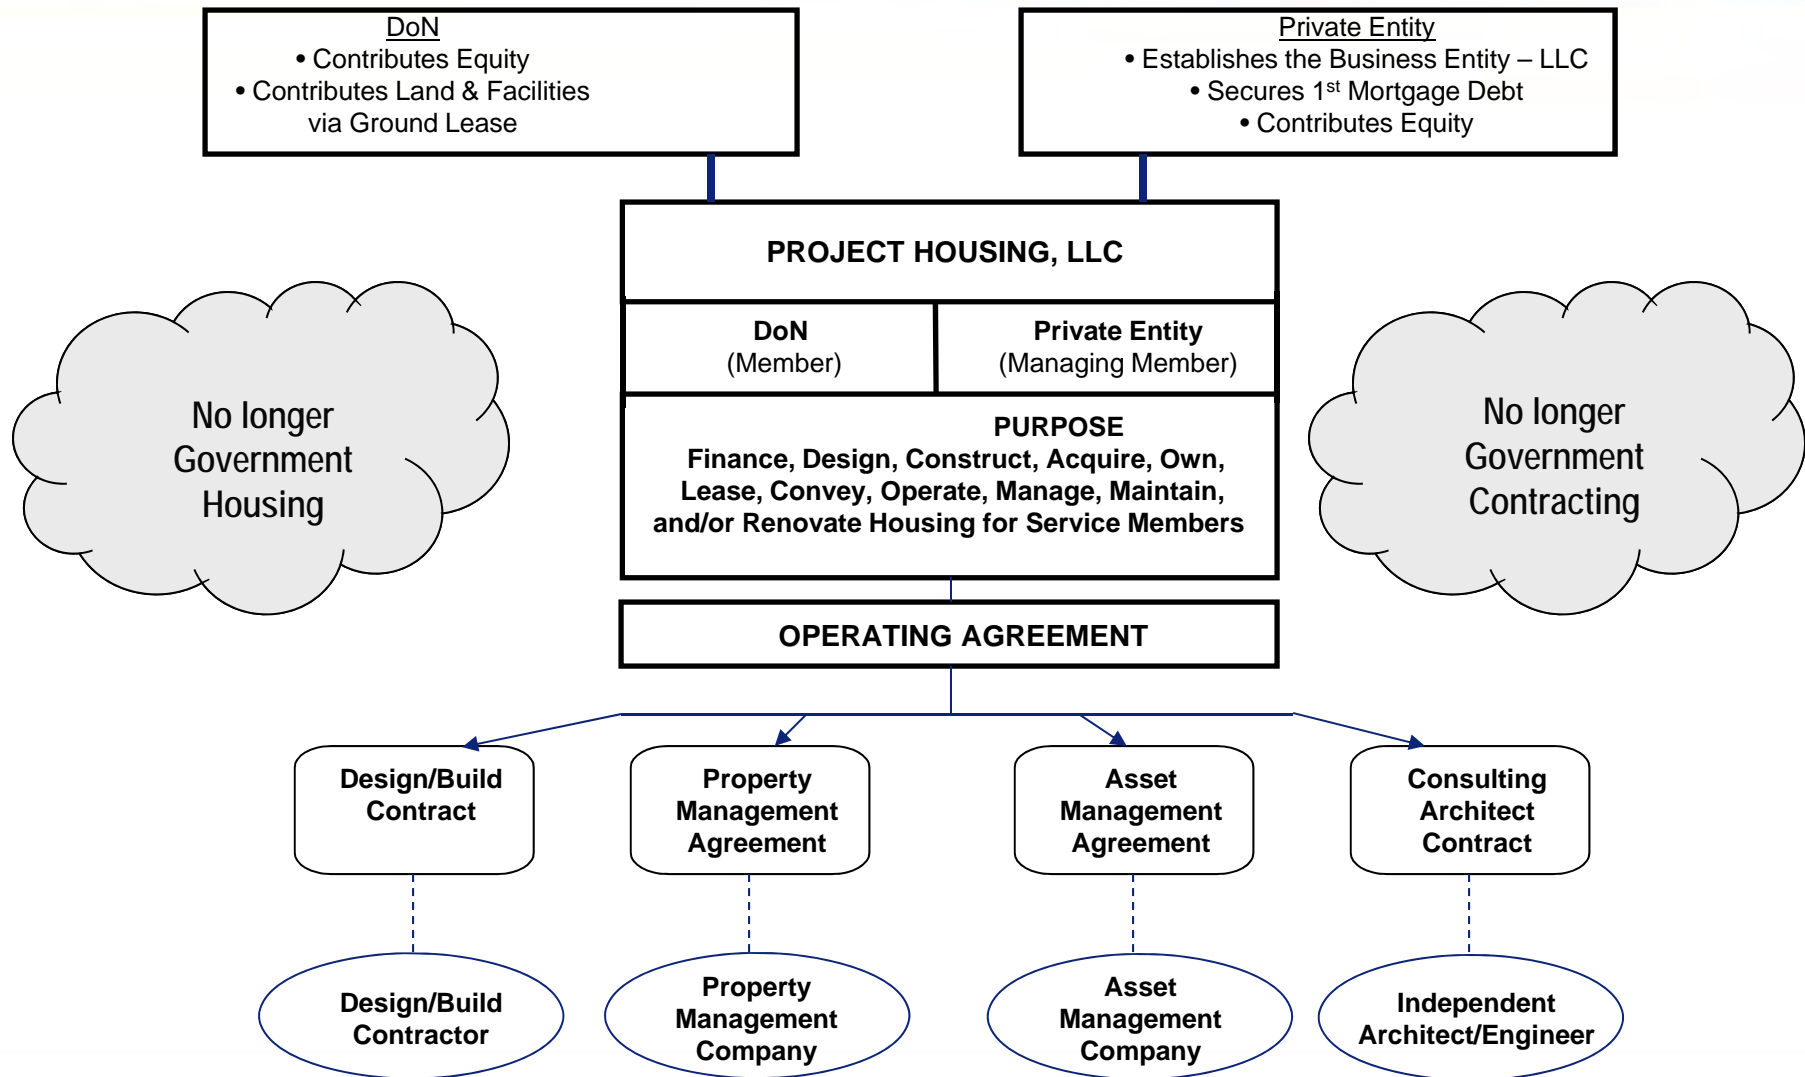 DoN
• Contributes Equity
• Contributes Land & Facilities
via Ground Lease
Private Entity
• Establishes the Business Entity – LLC
• Secures 1st Mortgage Debt
• Contributes Equity
PROJECT HOUSING, LLC
DoN
(Member)
Private Entity
(Managing Member)
PURPOSE
Finance, Design, Construct, Acquire, Own,
Lease, Convey, Operate, Manage, Maintain,
and/or Renovate Housing for Service Members
No longer
Government
Housing
No longer
Government
Contracting
OPERATING AGREEMENT
Design/Build
Contract
Property
Management
Agreement
Asset
Management
Agreement
Consulting
Architect
Contract
Design/Build
Contractor
Property
Management
Company
Asset
Management
Company
Independent
Architect/Engineer